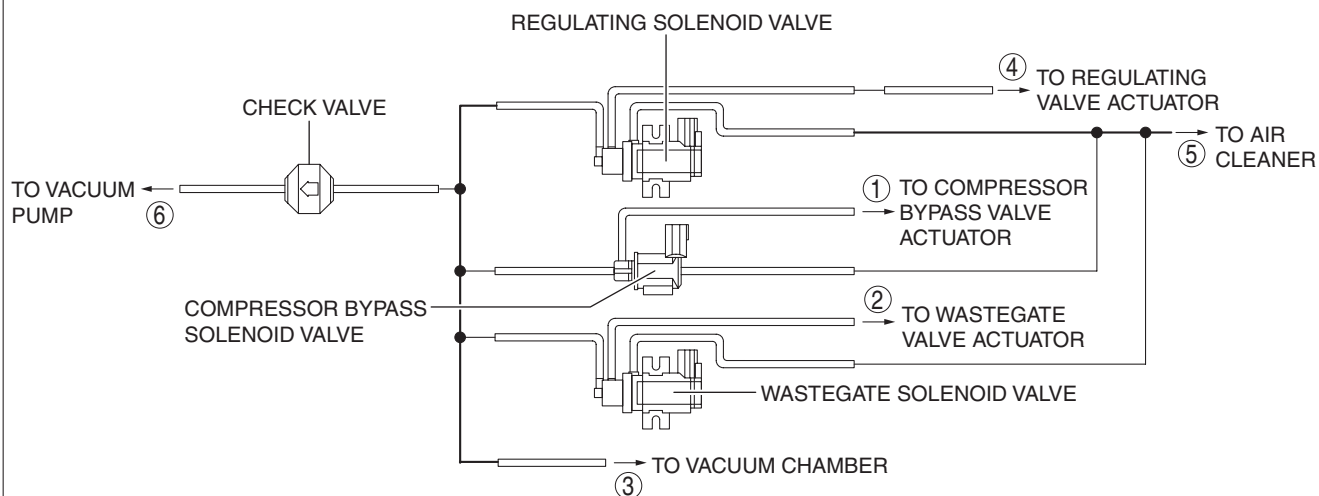 REGULATING SOLENOID VALVE
④
TO REGULATING
VALVE ACTUATOR
CHECK VALVE
⑤
TO AIR
CLEANER
TO VACUUM
PUMP
⑥
①
TO COMPRESSOR
BYPASS VALVE
ACTUATOR
COMPRESSOR BYPASS
SOLENOID VALVE
②
TO WASTEGATE
VALVE ACTUATOR
WASTEGATE SOLENOID VALVE
③
TO VACUUM CHAMBER